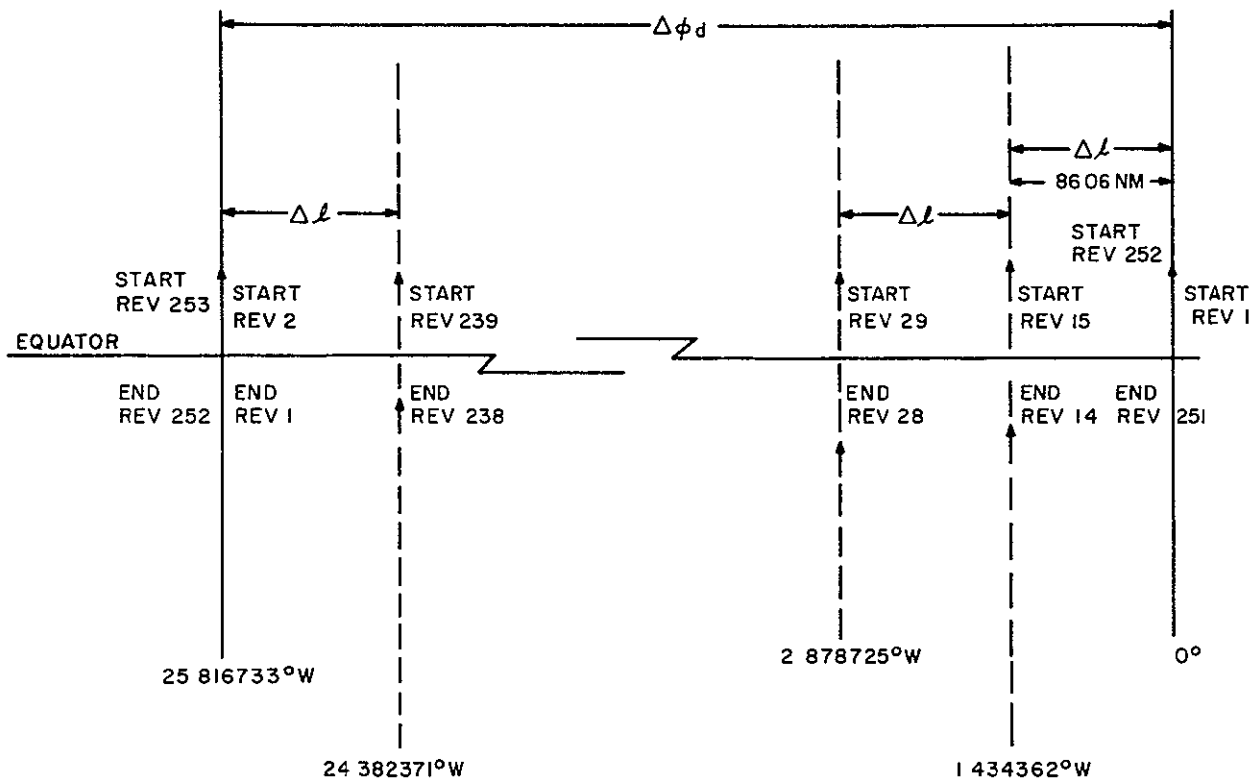 Δφd
Δℓ
86 06 NM
Δℓ
Δℓ
START
REV 252
START
REV 253
START
REV 2
START
REV 239
START
REV 29
START
REV 15
START
REV 1
EQUATOR
END
REV 252
END
REV 1
END
REV 238
END
REV 28
END
REV 14
END
REV 251
25 816733°W
2 878725°W
0°
24 382371°W
1 434362°W